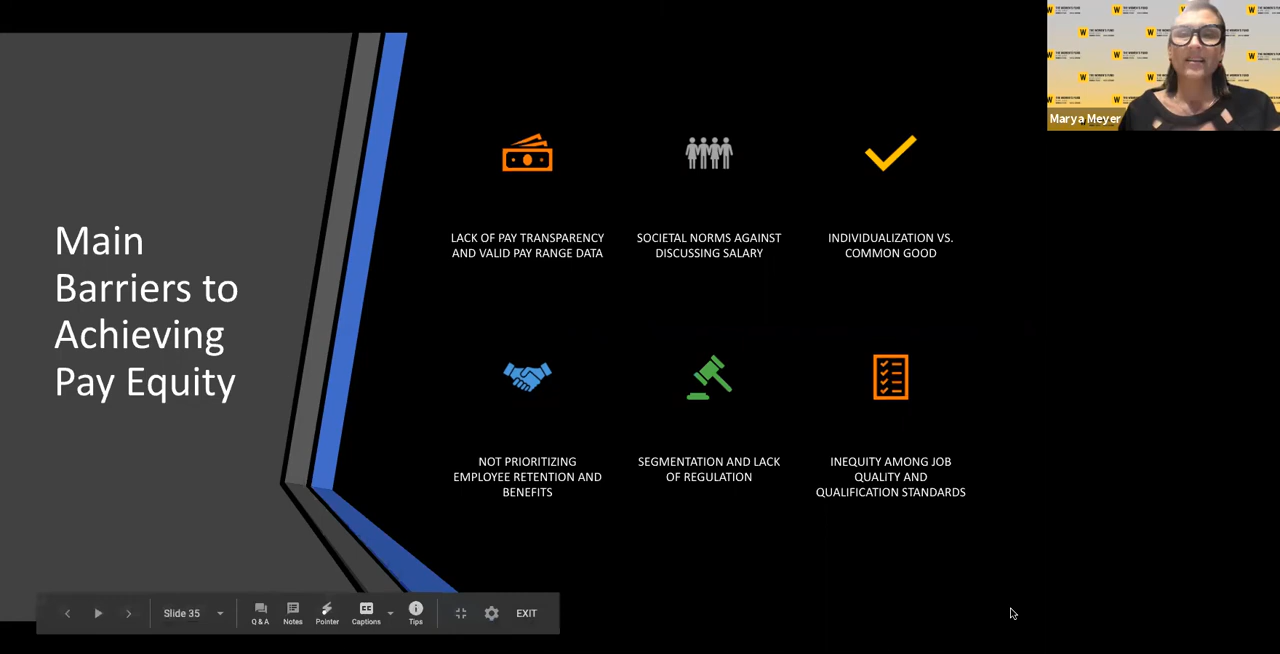 Main
Barriers to
Achieving
Pay Equity
LACK OF PAY TRANSPARENCY
AND VALID PAY RANGE DATA
SOCIETAL NORMS AGAINST
DISCUSSING SALARY
INDIVIDUALIZATION VS.
COMMON GOOD
NOT PRIORITIZING
EMPLOYEE RETENTION AND
BENEFITS
SEGMENTATION AND LACK
OF REGULATION
INEQUITY AMONG JOB
QUALITY AND
QUALIFICATION STANDARDS
Marya Meyer
Slide 35
Q & A
Notes
Pointer
CC
Captions
Tips
EXIT